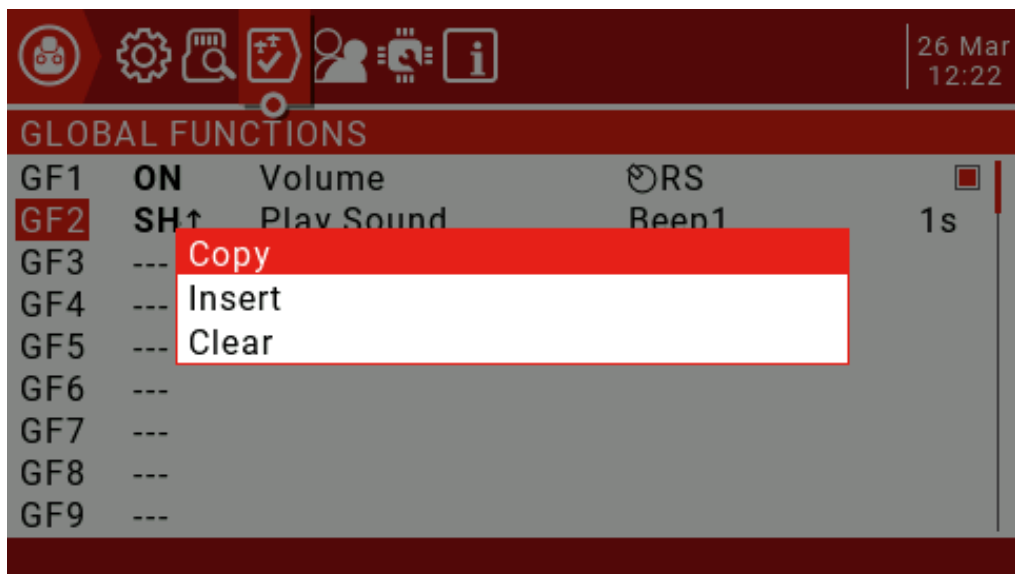 26 Mar
12:22
GLOBAL FUNCTIONS
GF1 ON Volume RS
GF2 SH↑ Play Sound Beep1 1s
GF3 ---
Copy
GF4 ---
Insert
GF5 ---
Clear
GF6 ---
GF7 ---
GF8 ---
GF9 ---